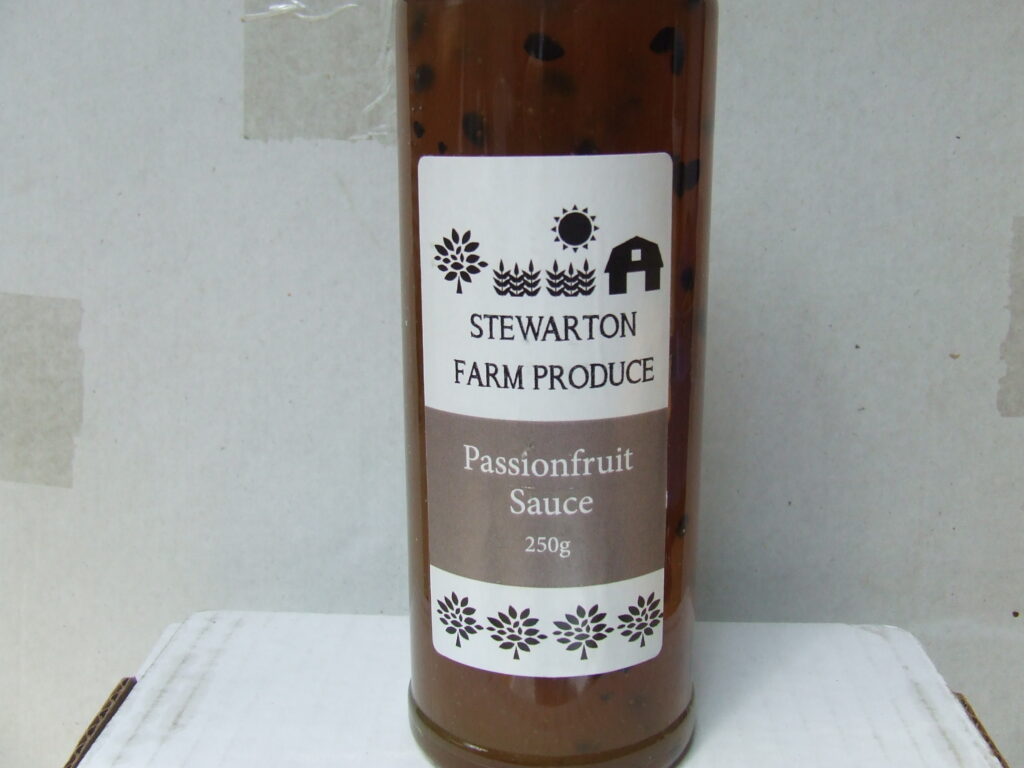 STEWARTON
FARM PRODUCE
Passionfruit
Sauce
250g